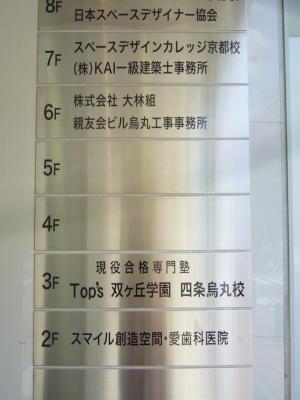 8F
日本スペースデザイナー協会
7F
スペースデザインカレッジ京都校
(株)KAI一級建築士事務所
6F
株式会社 大林組
親友会ビル烏丸工事事務所
5F
4F
3F
現役合格専門塾
Top's 双ヶ丘学園 四条烏丸校
2F スマイル創造空間・愛歯科医院